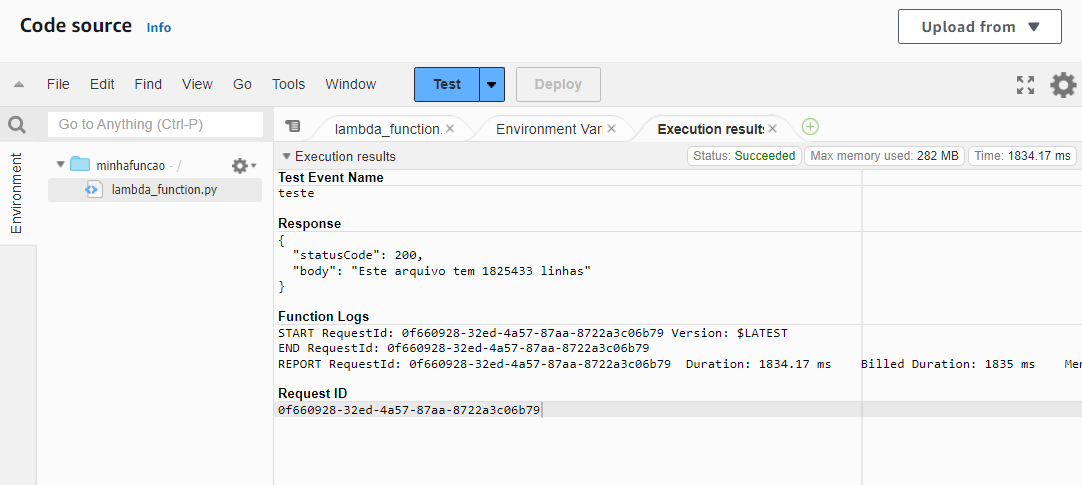 Code source Info
Upload from
File Edit Find View Go Tools Window Test Deploy
Go to Anything (Ctrl-P)
lambda_function. Environment Var Execution results
Environment
minhafuncao - /
lambda_function.py
Execution results Status: Succeeded Max memory used: 282 MB Time: 1834.17 ms
Test Event Name
teste
Response
{
"statusCode": 200,
"body": "Este arquivo tem 1825433 linhas"
}
Function Logs
START RequestId: 0f660928-32ed-4a57-87aa-8722a3c06b79 Version: $LATEST
END RequestId: 0f660928-32ed-4a57-87aa-8722a3c06b79
REPORT RequestId: 0f660928-32ed-4a57-87aa-8722a3c06b79 Duration: 1834.17 ms Billed Duration: 1835 ms Mer
Request ID
0f660928-32ed-4a57-87aa-8722a3c06b79